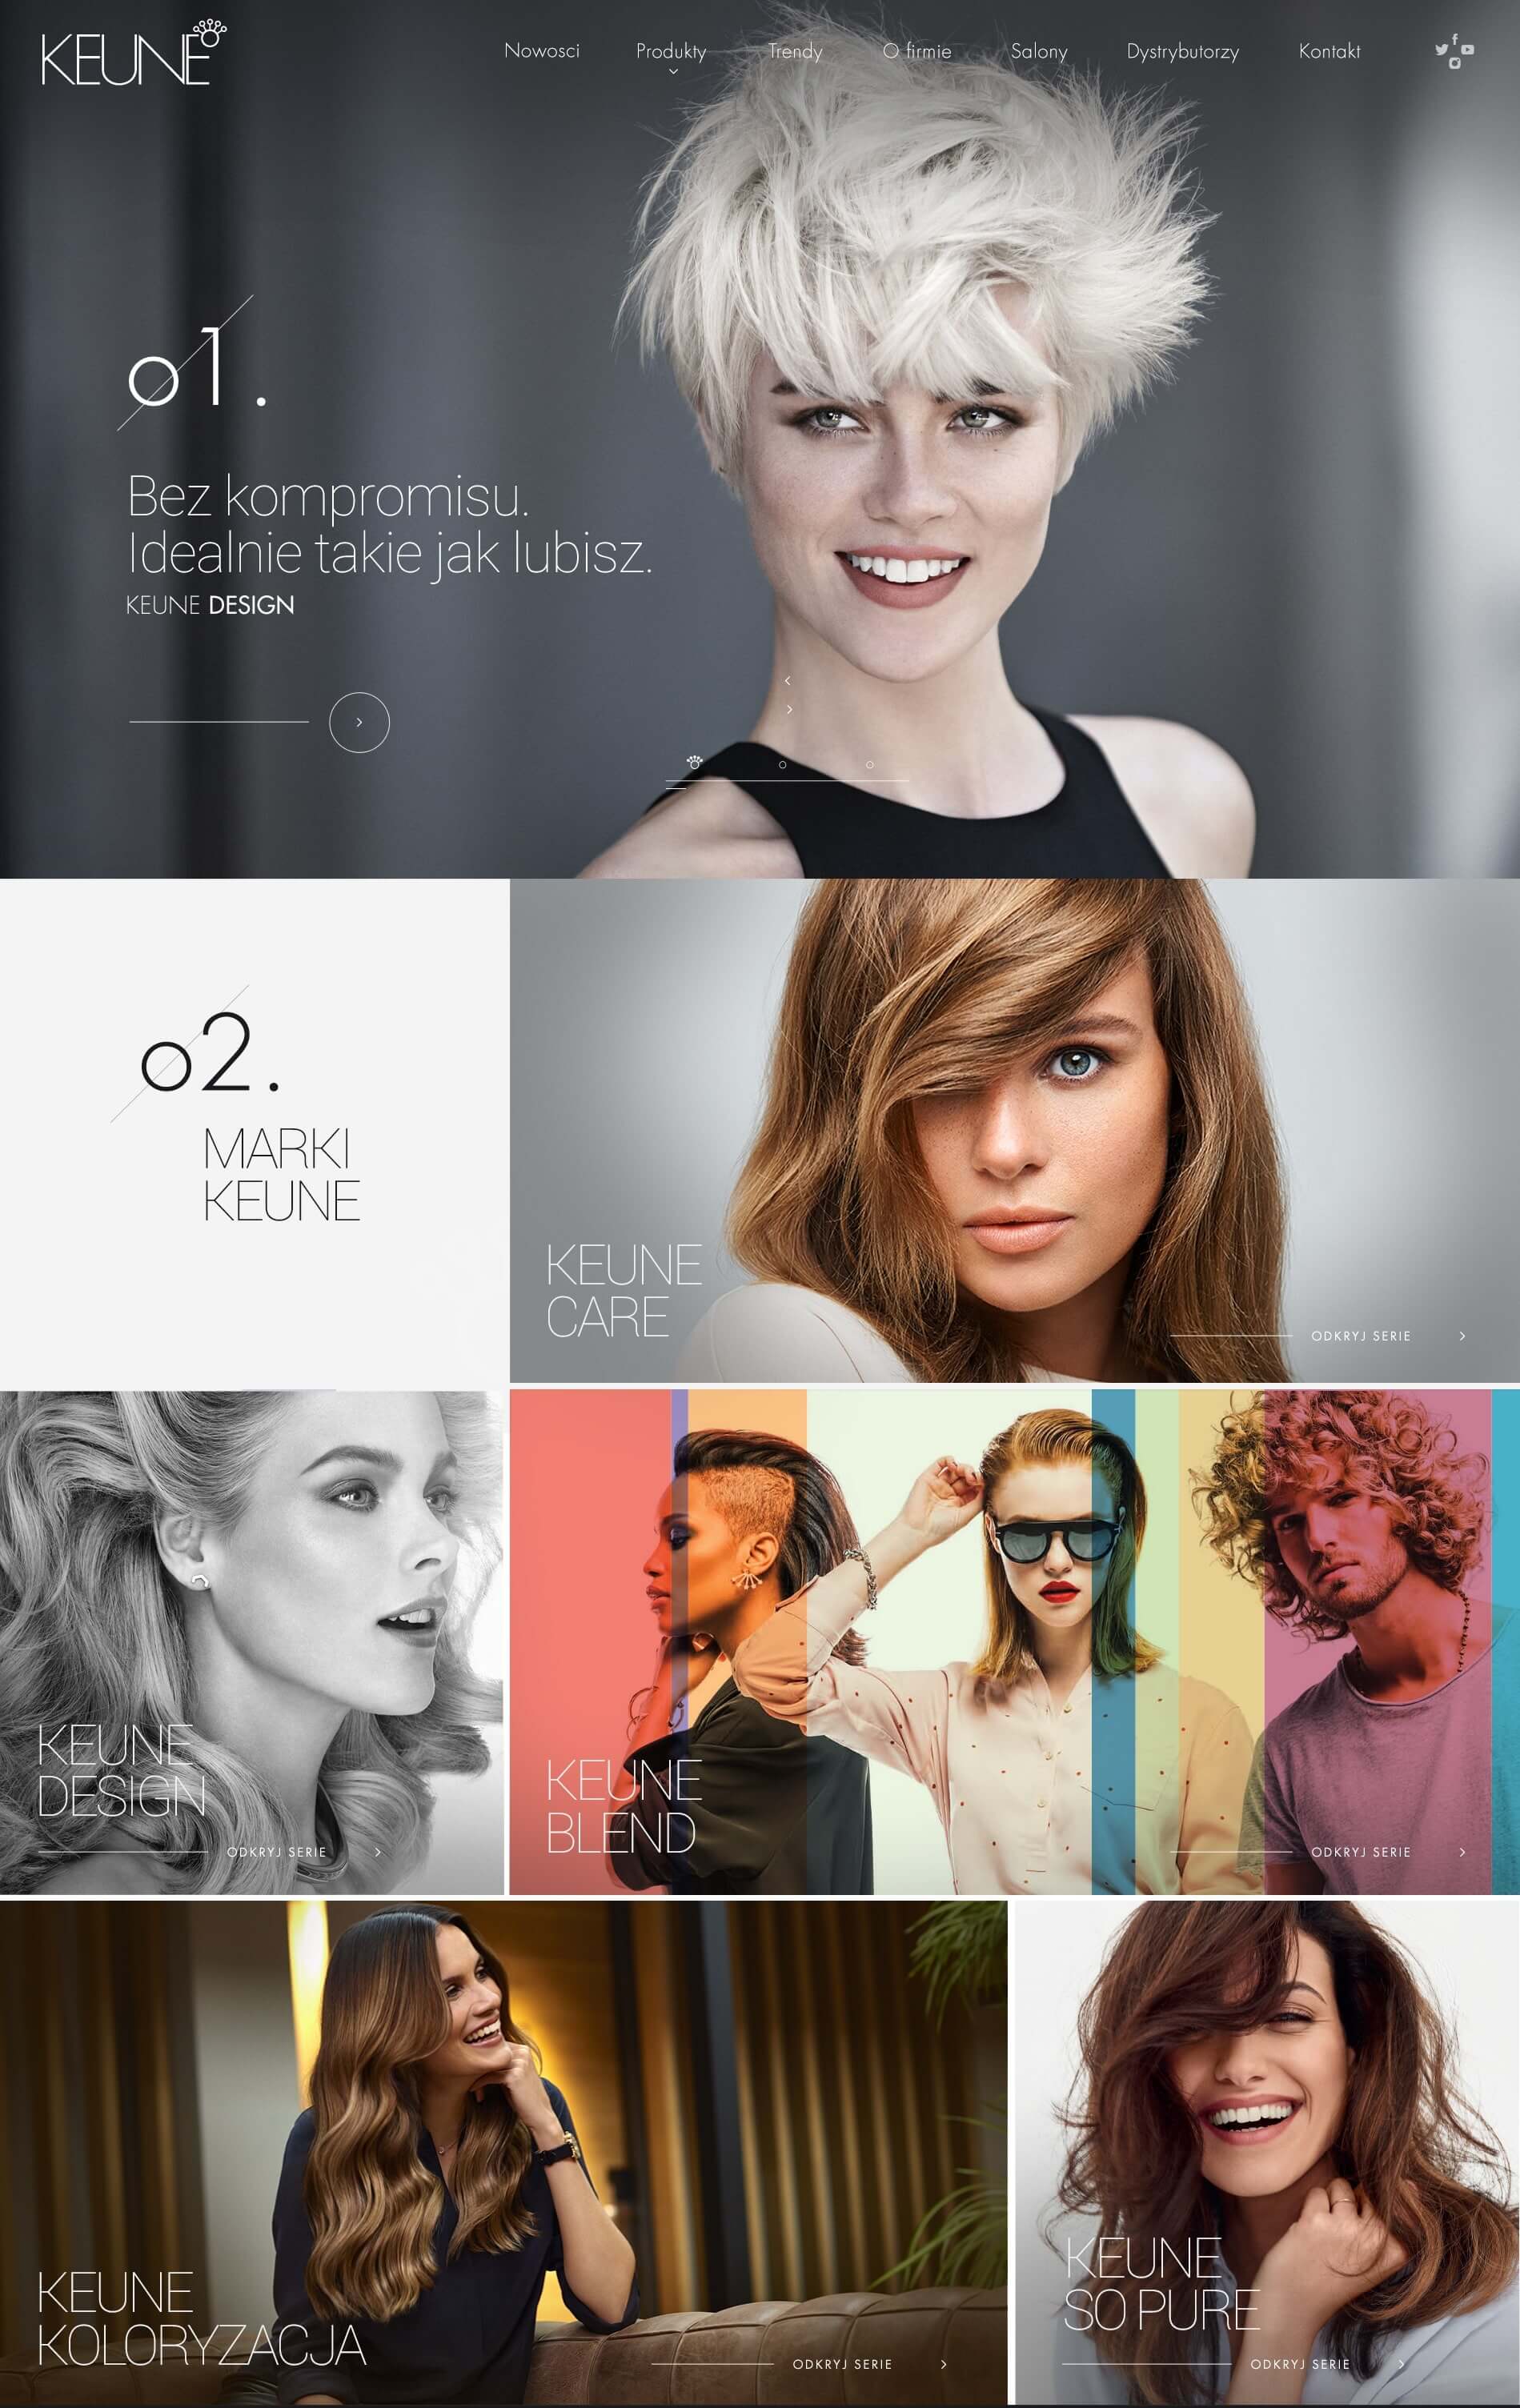 KEUNE
Nowosci Produkty Trendy O firmie Salony Dystrybutorzy Kontakt
01.
Bez kompromisu.
Idealnie takie jak lubisz.
KEUNE DESIGN
02.
MARKI
KEUNE
KEUNE
CARE
ODKRYJ SERIE
KEUNE
DESIGN
ODKRYJ SERIE
KEUNE
BLEND
ODKRYJ SERIE
KEUNE
KOLORYZACJA
ODKRYJ SERIE
KEUNE
SO PURE
ODKRYJ SERIE